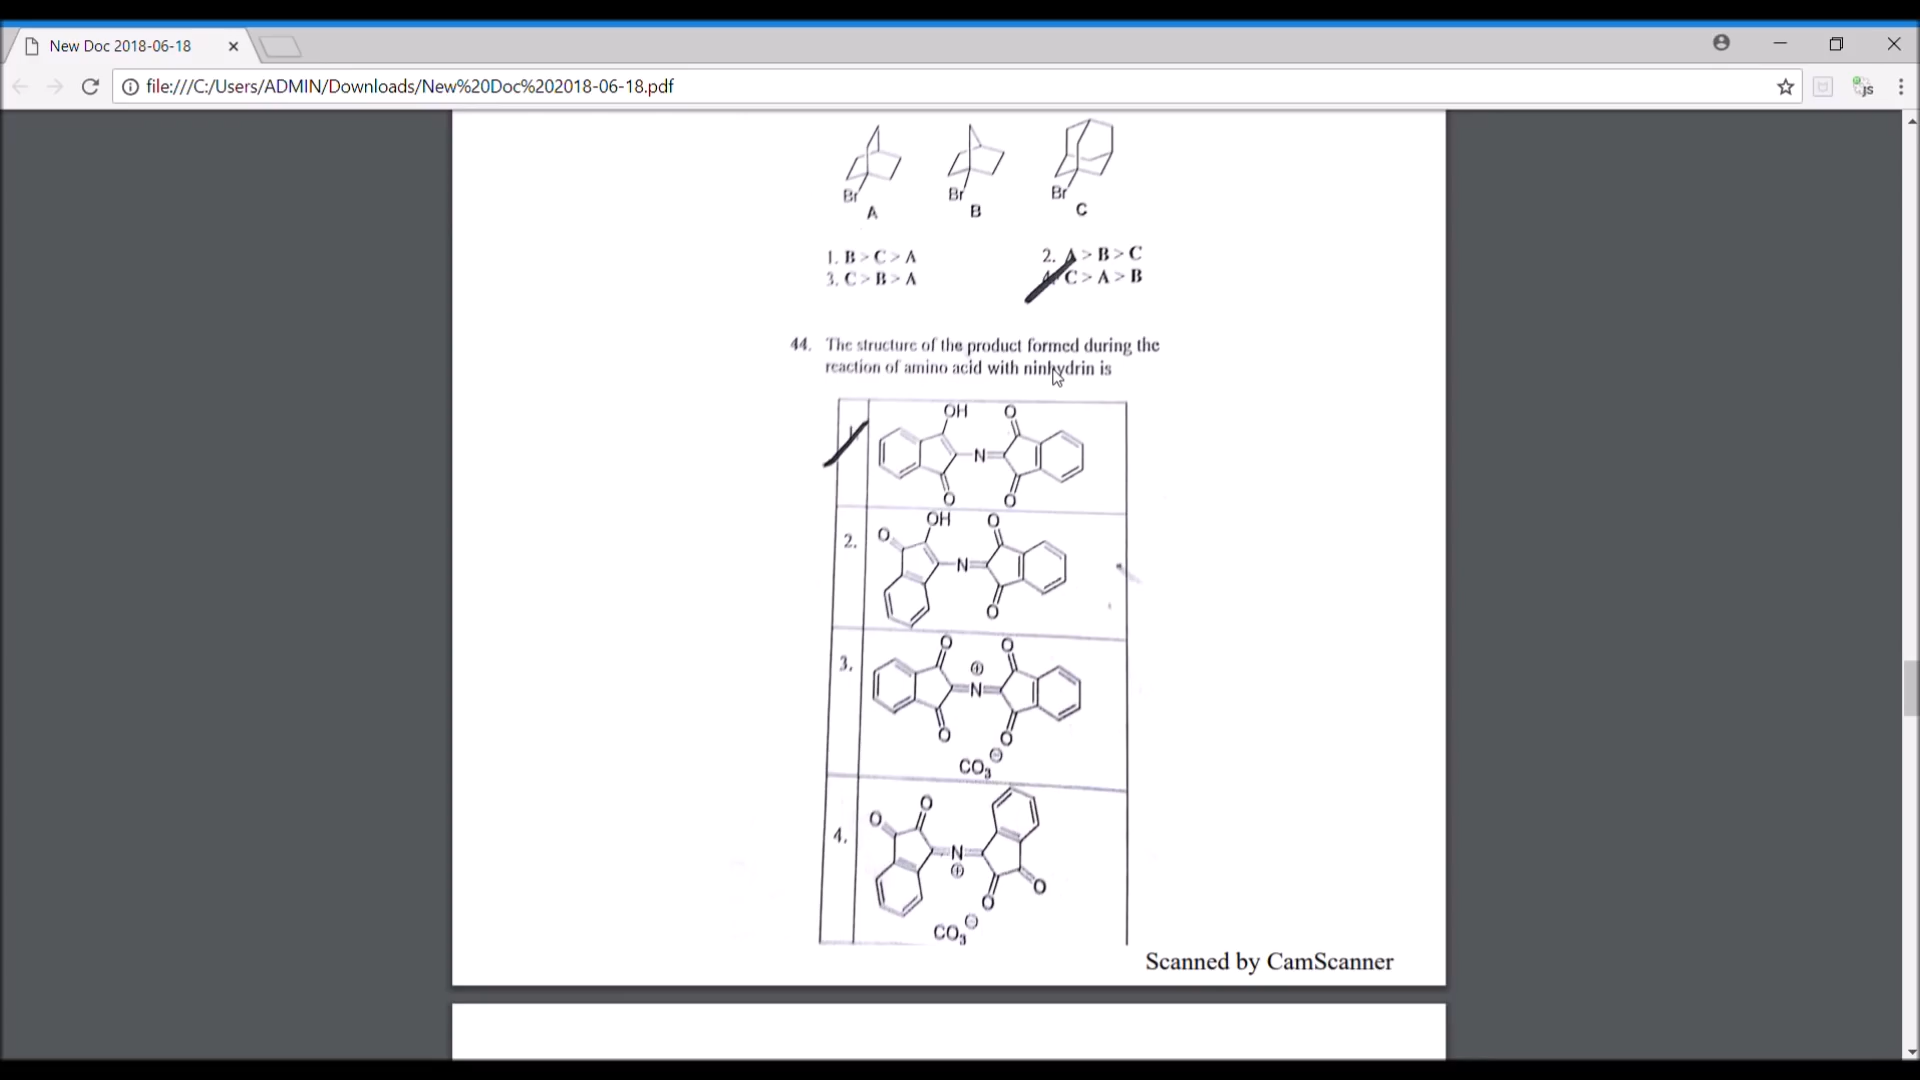 New Doc 2018-06-18
file:///C:/Users/ADMIN/Downloads/New%20Doc%202018-06-18.pdf
JS
Br Br Br
A B C
1. B > C > A 2. A > B > C
3. C > B > A C > A > B
44. The structure of the product formed during the
reaction of amino acid with ninhydrin is
OH O
N
O O
2. O OH O
N
O
3. O O
⊕
N
O O
CO3 ⊖
4. O O
N
⊕
O O
CO3 ⊖
Scanned by CamScanner